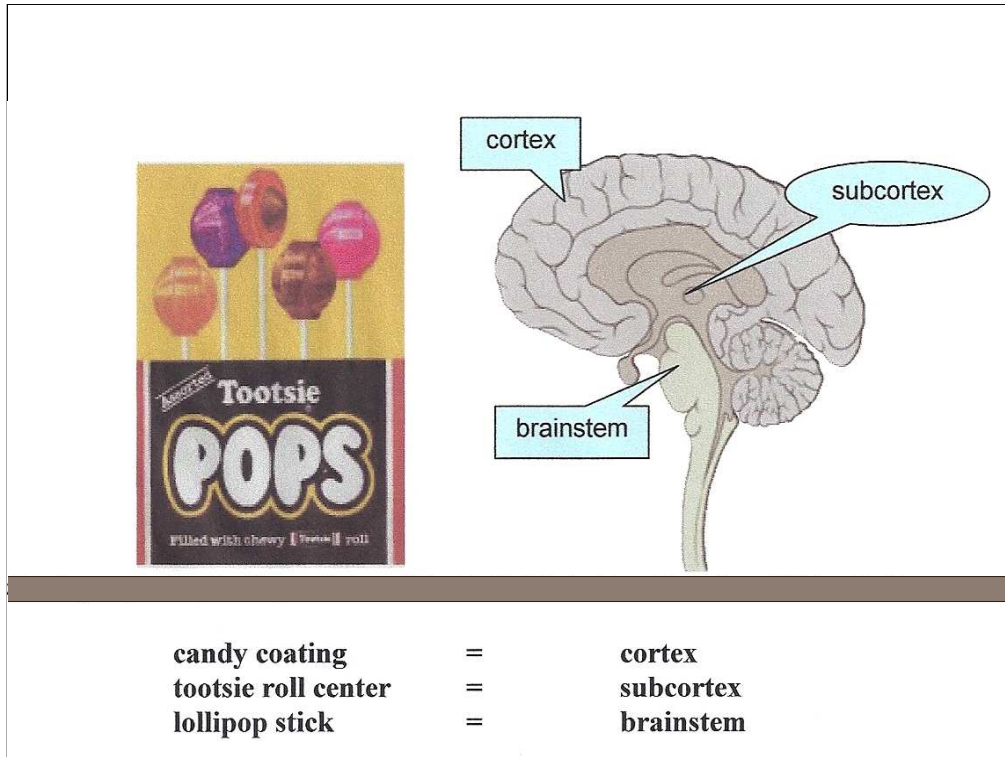 cortex
subcortex
brainstem
Assorted
Tootsie
POPS
Filled with chewy Tootsie roll
candy coating = cortex
tootsie roll center = subcortex
lollipop stick = brainstem